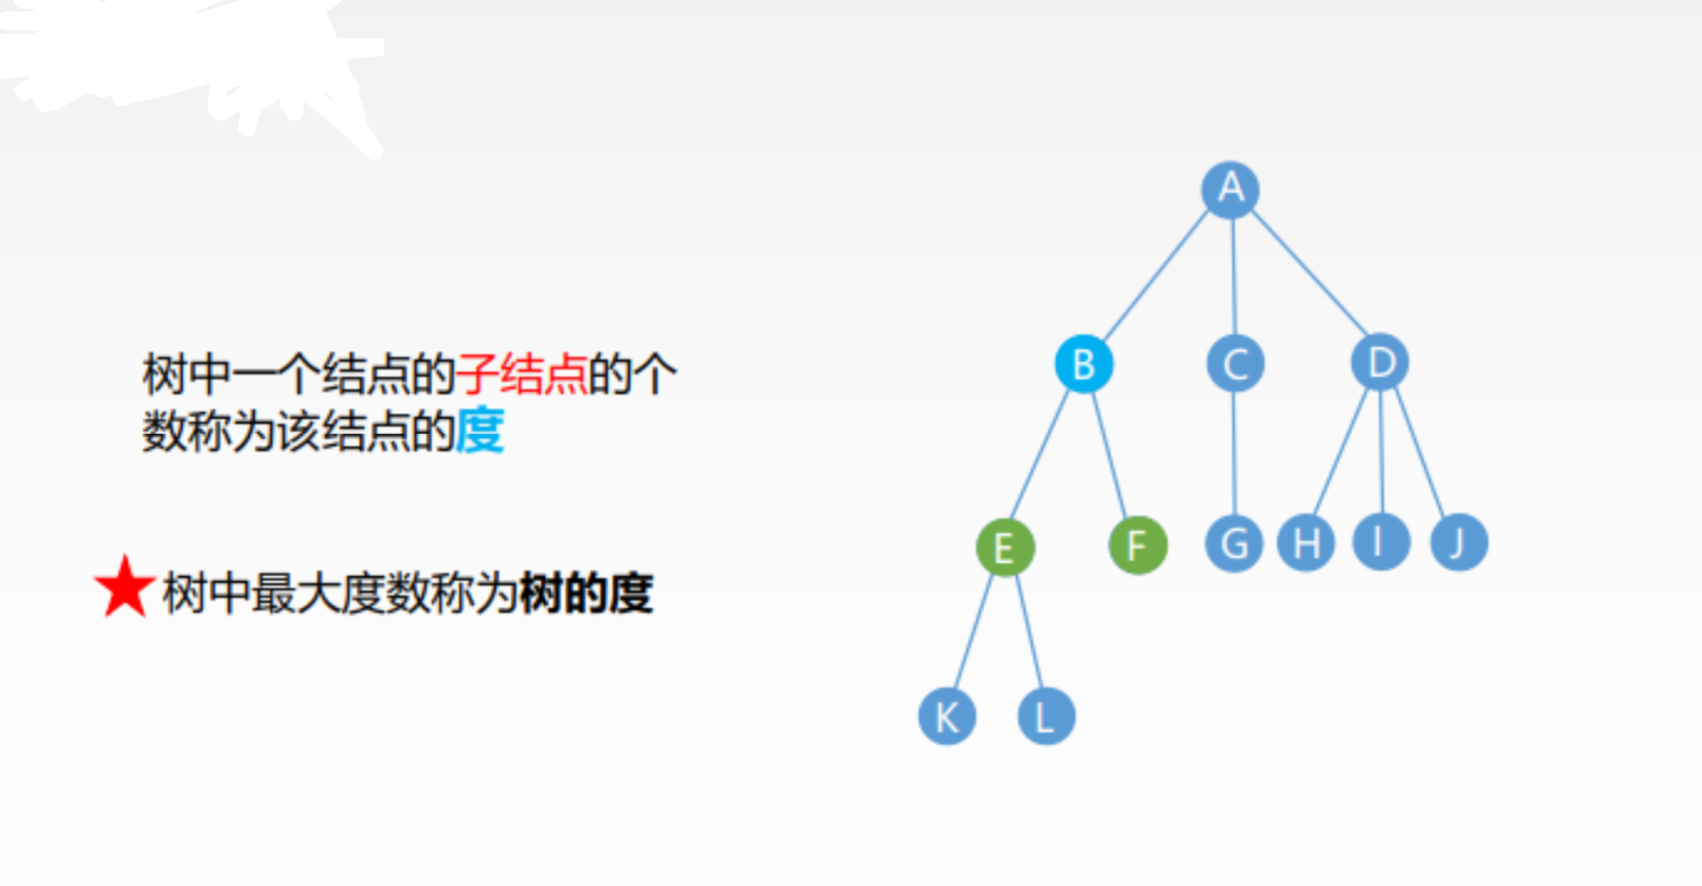 树中一个结点的子结点的个
数称为该结点的度
树中最大度数称为树的度
A
B C D
E F G H I J
K L